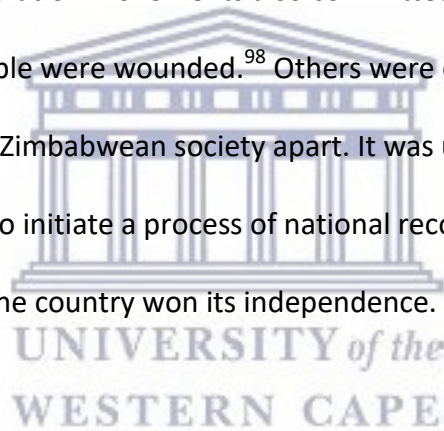 ple were wounded.98 Others were
Zimbabwean society apart. It was
o initiate a process of national reco
he country won its independence.
UNIVERSITY of the
WESTERN CAPE